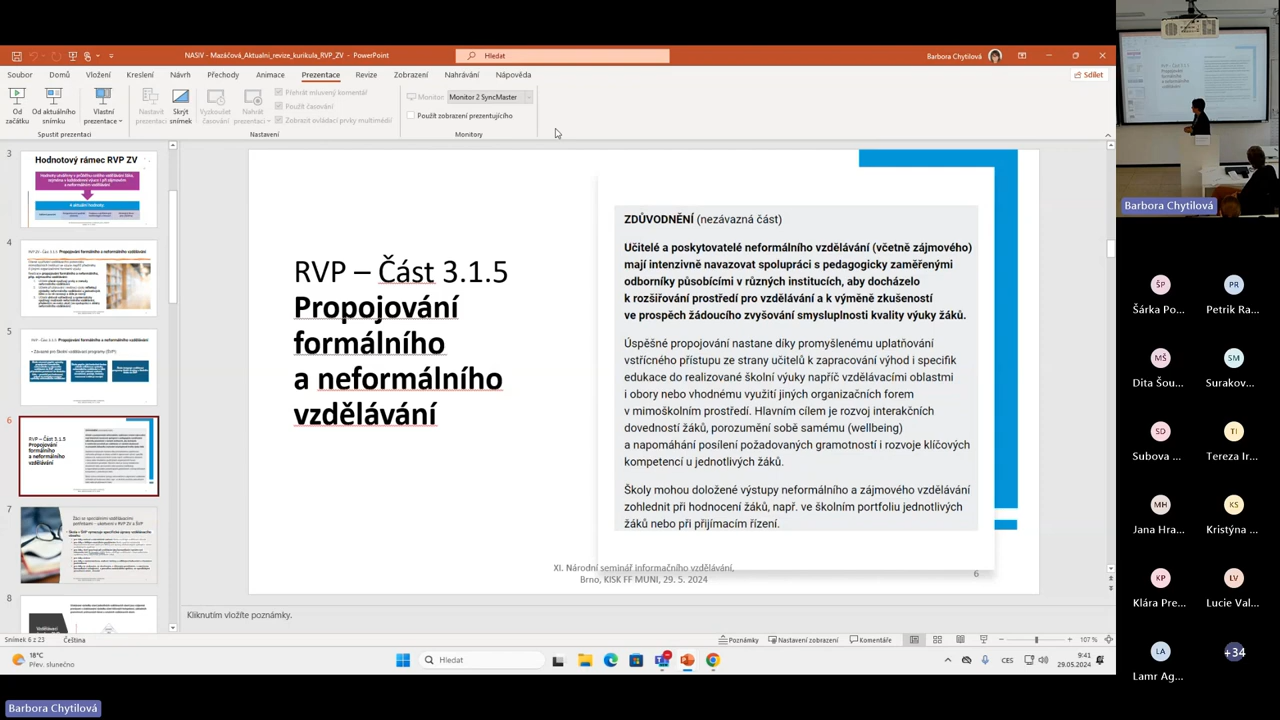 NASIV - Mazáčová_Aktualni_revize_kurikula_RVP_ZV – PowerPoint
Hledat
Barbora Chytilová
Soubor
Domů
Vložení
Kreslení
Návrh
Přechody
Animace
Prezentace
Revize
Zobrazení
Nahrávání
Nápověda
Sdílet
Od začátku
Od aktuálního snímku
Vlastní prezentace
Nastavit prezentaci
Skrýt snímek
Vyzkoušet časování
Nahrát prezentaci
Přehrát mluvený komentář
Použít časování
Zobrazit ovládací prvky multimédií
Monitor
Monitor 2 SyncMaster
Použít zobrazení prezentujícího
Spustit prezentaci
Nastavení
Monitory
3
Hodnotový rámec RVP ZV
4
5
6
RVP – Část 3.1.5
Propojování
formálního
a neformálního
vzdělávání
7
8
RVP – Část 3.1.5
Propojování
formálního
a neformálního
vzdělávání
ZDŮVODNĚNÍ (nezávazná část)
Učitelé a poskytovatelé neformálního vzdělávání (včetně zájmového)
mají intenzivně navazovat spolupráci s pedagogicky zaměřenými
odborníky působícími v různých institucích, aby docházelo
k rozšiřování prostředí pro vzdělávání a k výměně zkušeností
ve prospěch žádoucího zvyšování smysluplnosti kvality výuky žáků.
Úspěšné propojování nastane díky promyšlenému uplatňování
vstřícného přístupu ze strany učitelů k zapracování výhod i specifik
edukace do realizované školní výuky napříč vzdělávacími oblastmi
i obory nebo vhodnému využití jiných organizačních forem
v mimoškolním prostředí. Hlavním cílem je rozvoj interakčních
dovedností žáků, porozumění sobě samému (wellbeing)
a napomáhání posílení požadovaných gramotností i rozvoje klíčových
kompetencí u jednotlivých žáků.
Školy mohou doložené výstupy neformálního a zájmového vzdělávání
zohlednit při hodnocení žáků, např. ve školním portfoliu jednotlivých
žáků nebo při přijímacím řízení.
XI. Národní seminář informačního vzdělávání,
Brno, KISK FF MUNI, 29. 5. 2024
6
Kliknutím vložíte poznámky.
Snímek 6 z 23
Čeština
Poznámky
Nastavení zobrazení
Komentáře
107 %
18°C
Přev. slunečno
Hledat
CES
9:41
29.05.2024
Barbora Chytilová
Barbora Chytilová
ŠP
PR
Šárka Po...
Petrik Ra...
MŠ
SM
Dita Šou...
Surakov...
SD
TI
Subova ...
Tereza Ir...
MH
KS
Jana Hra...
Kristýna ...
KP
LV
Klára Pre...
Lucie Val...
LA
+34
Lamr Ag...